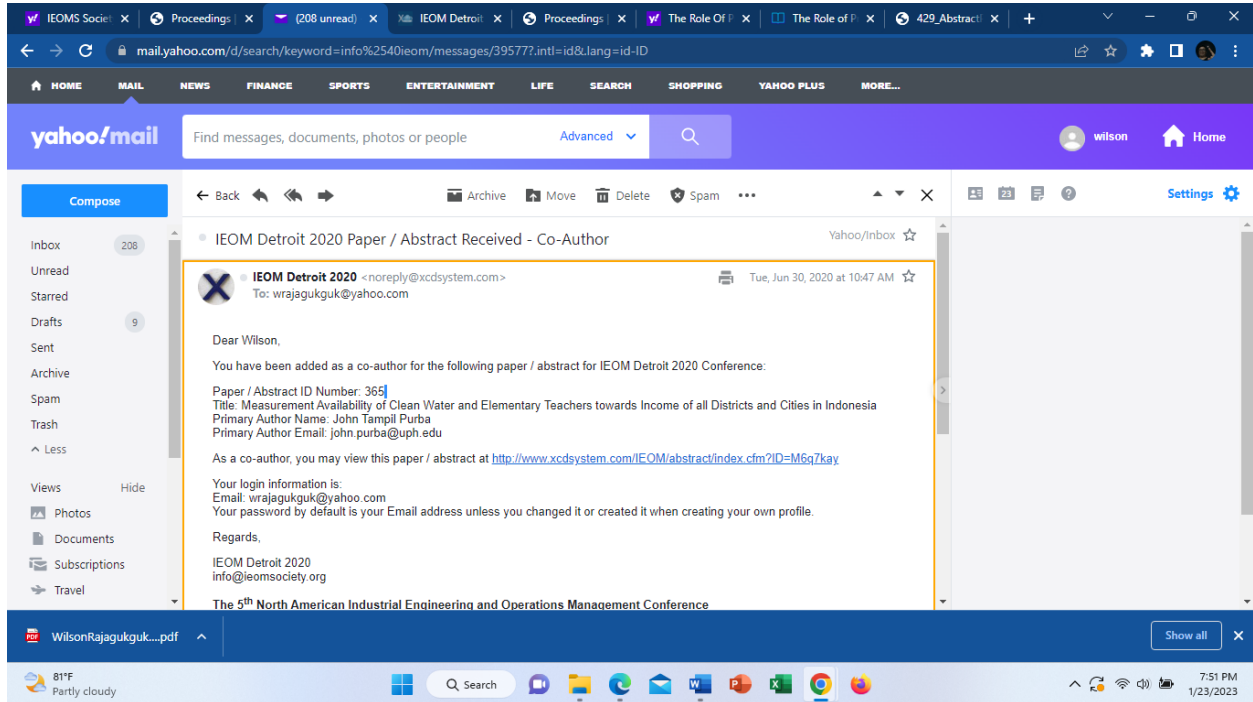 IEOMS Societ
Proceedings |
(208 unread)
IEOM Detroit
Proceedings |
The Role Of P
The Role of P
429_Abstract
mail.yahoo.com/d/search/keyword=info%2540ieom/messages/39577?.intl=id&.lang=id-ID
HOME MAIL NEWS FINANCE SPORTS ENTERTAINMENT LIFE SEARCH SHOPPING YAHOO PLUS MORE...
yahoo!mail
Find messages, documents, photos or people Advanced
wilson Home
Compose
Back Archive Move Delete Spam
23
Settings
Inbox 208
Unread
Starred
Drafts 9
Sent
Archive
Spam
Trash
Less
Views Hide
Photos
Documents
Subscriptions
Travel
IEOM Detroit 2020 Paper / Abstract Received - Co-Author Yahoo/Inbox
IEOM Detroit 2020 <noreply@xcdsystem.com> Tue, Jun 30, 2020 at 10:47 AM
To: wrajagukguk@yahoo.com
Dear Wilson,
You have been added as a co-author for the following paper / abstract for IEOM Detroit 2020 Conference:
Paper / Abstract ID Number: 365
Title: Measurement Availability of Clean Water and Elementary Teachers towards Income of all Districts and Cities in Indonesia
Primary Author Name: John Tampil Purba
Primary Author Email: john.purba@uph.edu
As a co-author, you may view this paper / abstract at http://www.xcdsystem.com/IEOM/abstract/index.cfm?ID=M6q7kay
Your login information is:
Email: wrajagukguk@yahoo.com
Your password by default is your Email address unless you changed it or created it when creating your own profile.
Regards,
IEOM Detroit 2020
info@ieomsociety.org
The 5th North American Industrial Engineering and Operations Management Conference
WilsonRajagukguk....pdf
Show all
81°F
Partly cloudy
Search
7:51 PM
1/23/2023